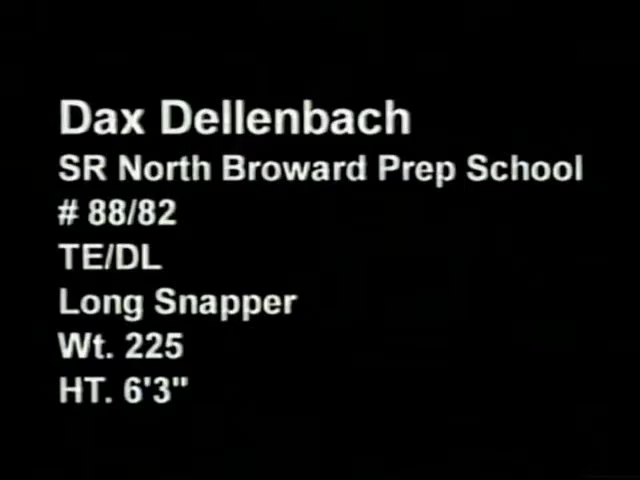 Dax Dellenbach
SR North Broward Prep School
# 88/82
TE/DL
Long Snapper
Wt. 225
HT. 6'3"